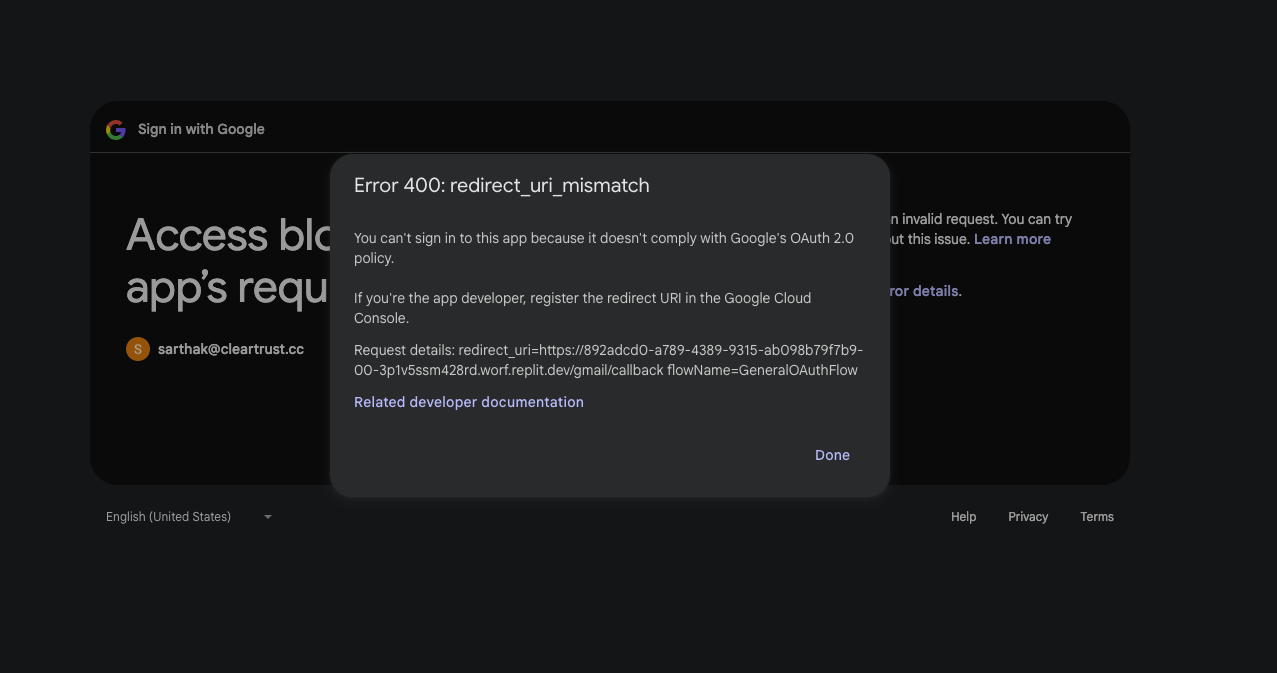 Sign in with Google
Error 400: redirect_uri_mismatch
Access blo
app's requ
n invalid request. You can try
ut this issue. Learn more
ror details.
S sarthak@cleartrust.cc
You can't sign in to this app because it doesn't comply with Google's OAuth 2.0
policy.
If you're the app developer, register the redirect URI in the Google Cloud
Console.
Request details: redirect_uri=https://892adcd0-a789-4389-9315-ab098b79f7b9-
00-3p1v5ssm428rd.worf.replit.dev/gmail/callback flowName=GeneralOAuthFlow
Related developer documentation
Done
English (United States)
Help
Privacy
Terms